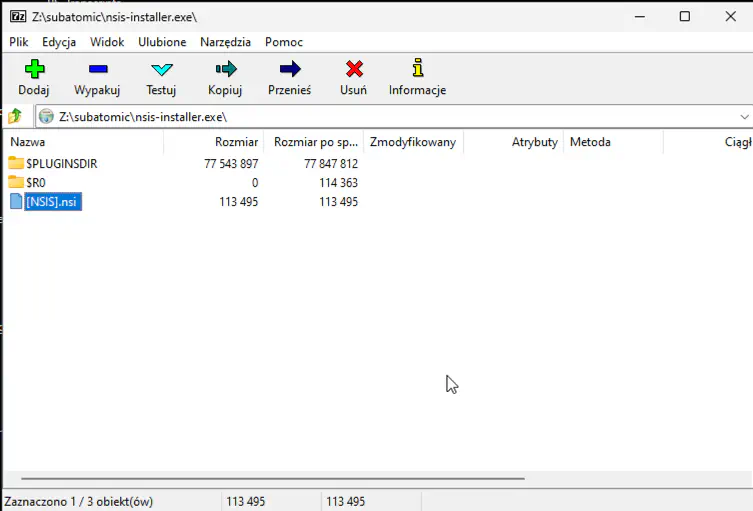 Z:\subatomic\nsis-installer.exe\
Plik Edycja Widok Ulubione Narzędzia Pomoc
Dodaj Wypakuj Testuj Kopiuj Przenieś Usuń Informacje
Z:\subatomic\nsis-installer.exe\
Nazwa Rozmiar Rozmiar po sp... Zmodyfikowany Atrybuty Metoda Ciągł
$PLUGINSDIR 77 543 897 77 847 812
$R0 0 114 363
[NSIS].nsi 113 495 113 495
Zaznaczono 1 / 3 obiekt(ów) 113 495 113 495